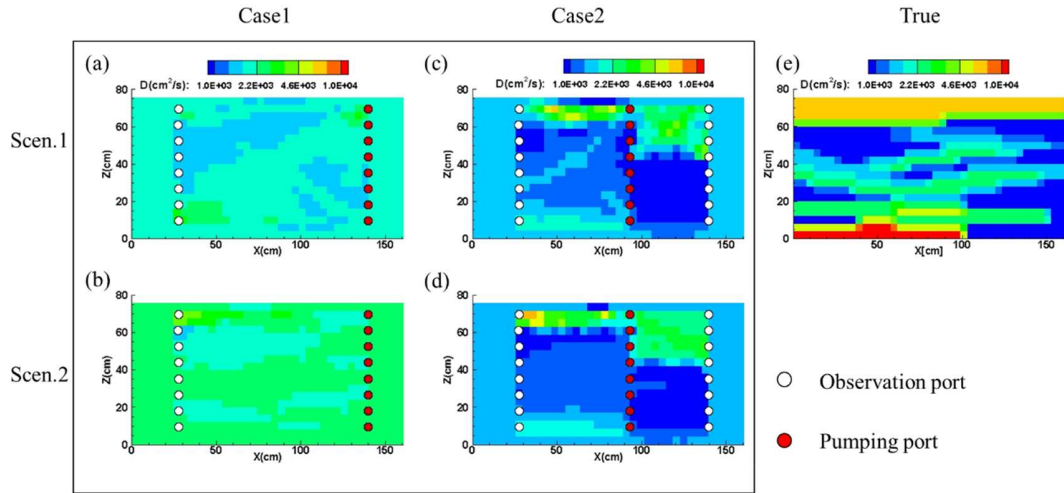 Case1 Case2 True
(a) (c) (e)
D(cm²/s): 1.0E+03 2.2E+03 4.6E+03 1.0E+04
D(cm²/s): 1.0E+03 2.2E+03 4.6E+03 1.0E+04
D(cm²/s): 1.0E+03 2.2E+03 4.6E+03 1.0E+04
Scen.1
Z(cm)
80
60
40
20
0
0 50 100 150
X(cm)
Z(cm)
80
60
40
20
0
0 50 100 150
X(cm)
Z[cm]
80
60
40
20
0
0 50 100 150
X[cm]
(b) (d)
Scen.2
Z(cm)
80
60
40
20
0
0 50 100 150
X(cm)
Z(cm)
80
60
40
20
0
0 50 100 150
X(cm)
Observation port
Pumping port